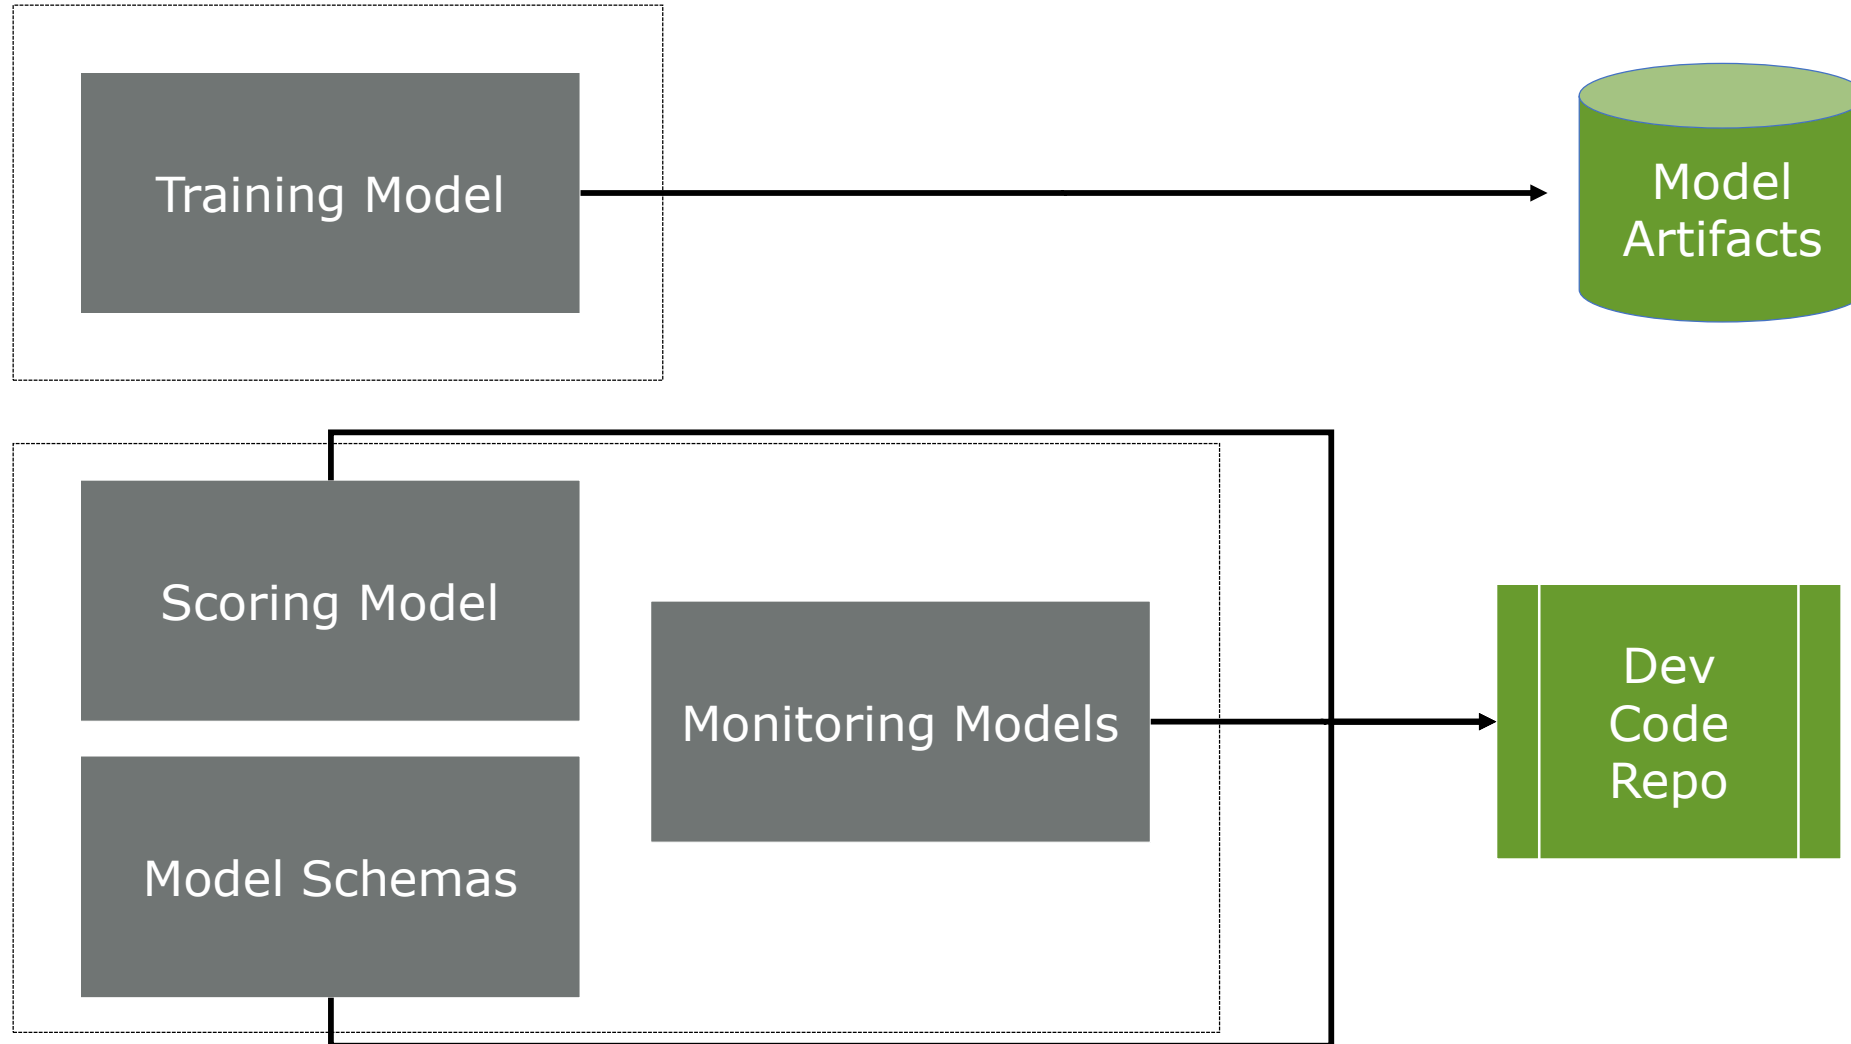 Training Model
Model
Artifacts
Scoring Model
Monitoring Models
Dev
Code
Repo
Model Schemas